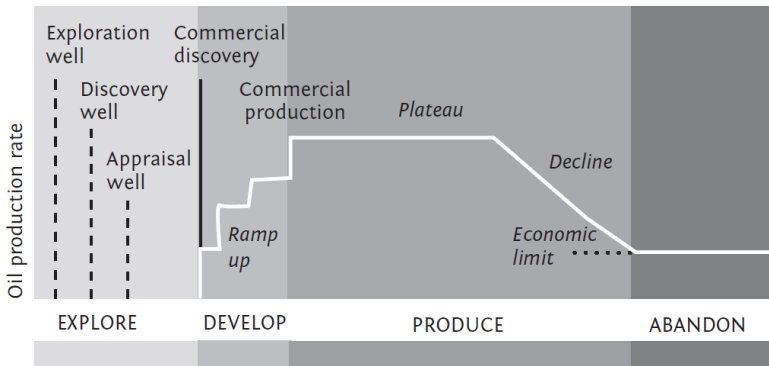 Exploration
well
Commercial
discovery
Discovery
well
Commercial
production
Plateau
Appraisal
well
Decline
Ramp
up
Economic
limit
Oil production rate
EXPLORE
DEVELOP
PRODUCE
ABANDON